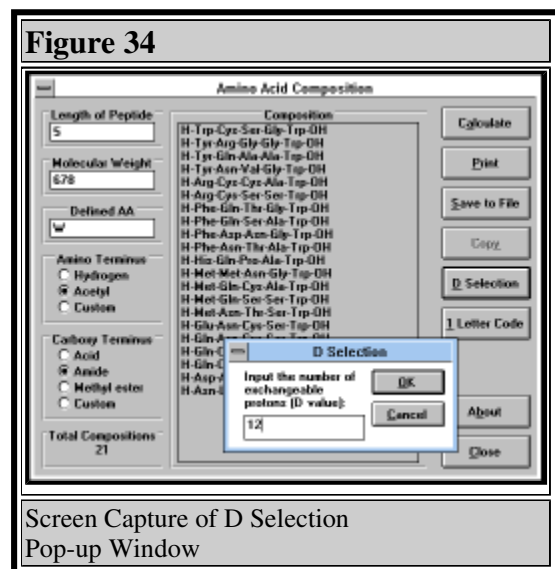 Figure 34
Amino Acid Composition
Length of Peptide
5
Molecular Weight
678
Defined AA
W
Amino Terminus
Hydrogen
Acetyl
Custom
Carboxy Terminus
Acid
Amide
Methyl ester
Custom
Total Compositions
21
Composition
H-Trp-Cys-Ser-Gly-Trp-OH
H-Tyr-Arg-Gly-Gly-Trp-OH
H-Tyr-Gln-Ala-Ala-Trp-OH
H-Tyr-Asn-Val-Gly-Trp-OH
H-Arg-Cys-Cys-Ala-Trp-OH
H-Arg-Cys-Ser-Ser-Trp-OH
H-Phe-Gln-Thr-Gly-Trp-OH
H-Phe-Gln-Ser-Ala-Trp-OH
H-Phe-Asp-Asn-Gly-Trp-OH
H-Phe-Asn-Thr-Ala-Trp-OH
H-His-Gln-Pro-Ala-Trp-OH
H-Met-Met-Asn-Gly-Trp-OH
H-Met-Gln-Cys-Ala-Trp-OH
H-Met-Gln-Ser-Ser-Trp-OH
H-Met-Asn-Thr-Ser-Trp-OH
H-Glu-Asn-Cys-Ser-Trp-OH
H-Gln-C
H-Gln-C
H-Asp-A
H-Asn-
D Selection
Input the number of
exchangeable
protons (D value):
12
OK
Cancel
Calculate
Print
Save to File
Copy
D Selection
1 Letter Code
About
Close
Screen Capture of D Selection
Pop-up Window